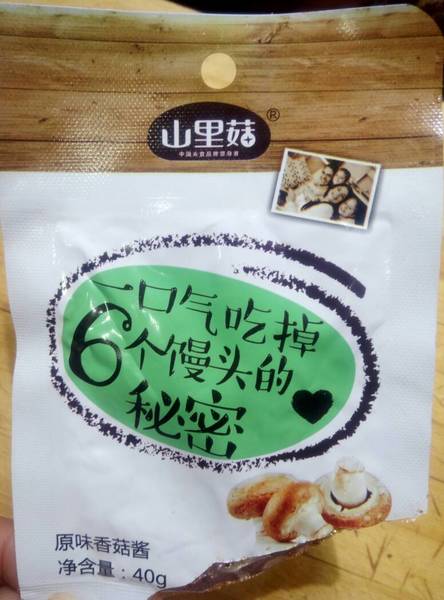 山里菇®
一口气吃掉
6个馒头的
秘密
原味香菇酱
净含量：40g